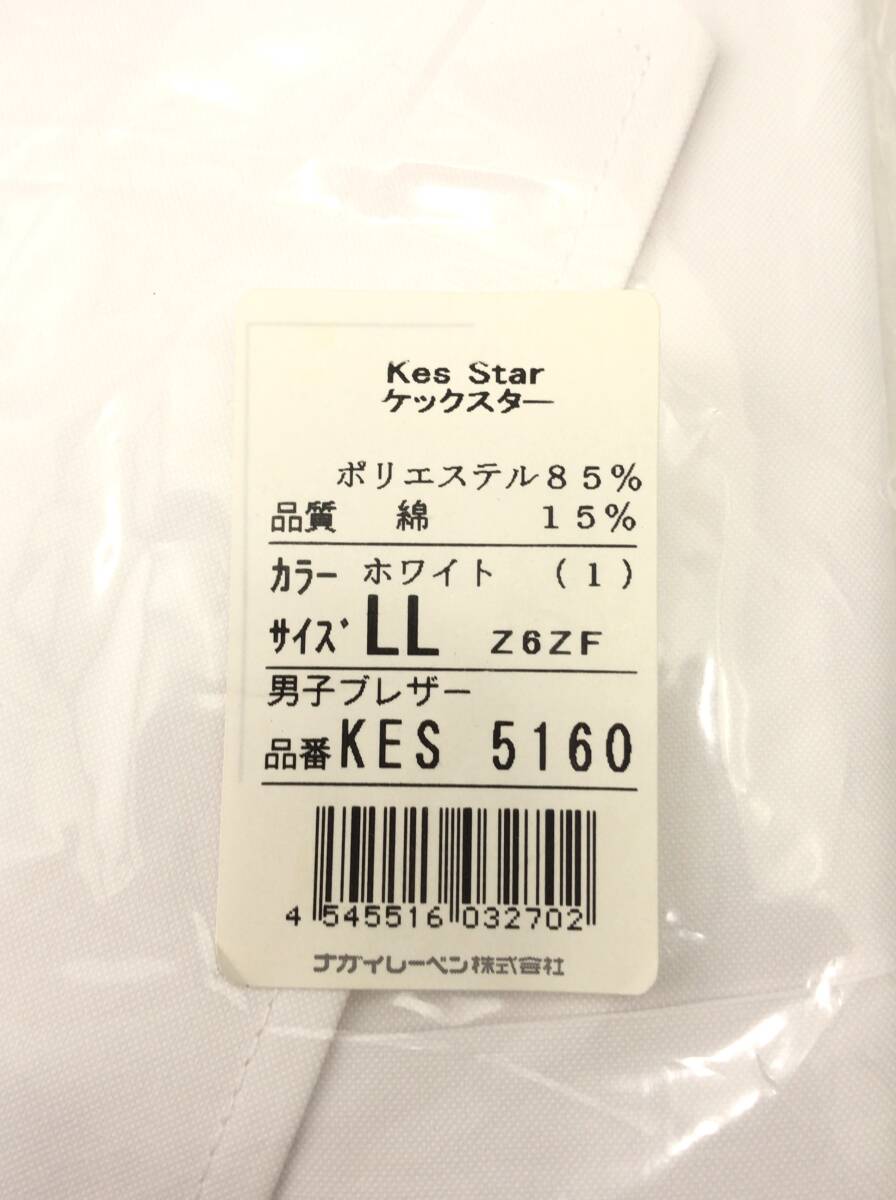 Kes Star
ケックスター
ポリエステル85%
品質 綿 15%
カラー ホワイト (1)
サイズ LL Z6ZF
男子ブレザー
品番 KES 5160
4 545516 032702
ナガイレーベン株式会社